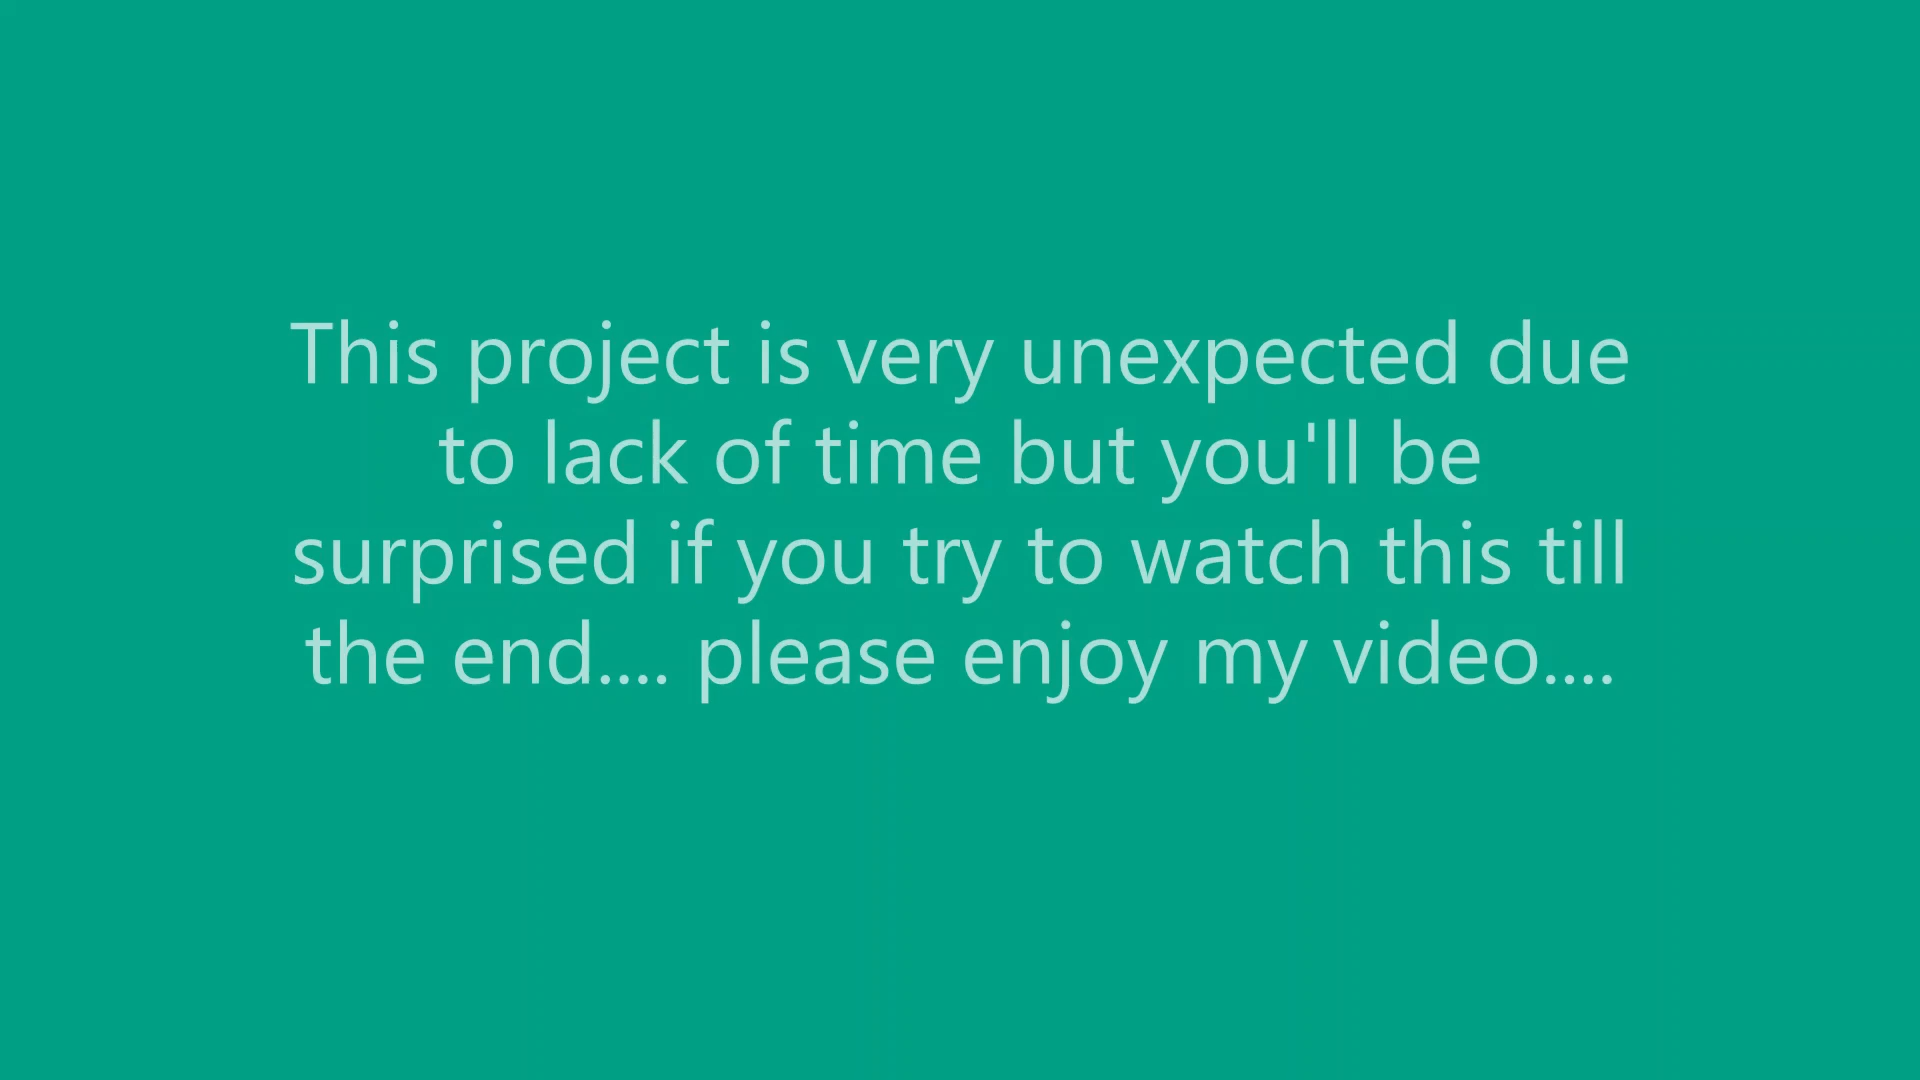 This project is very unexpected due
to lack of time but you'll be
surprised if you try to watch this till
the end.... please enjoy my video....